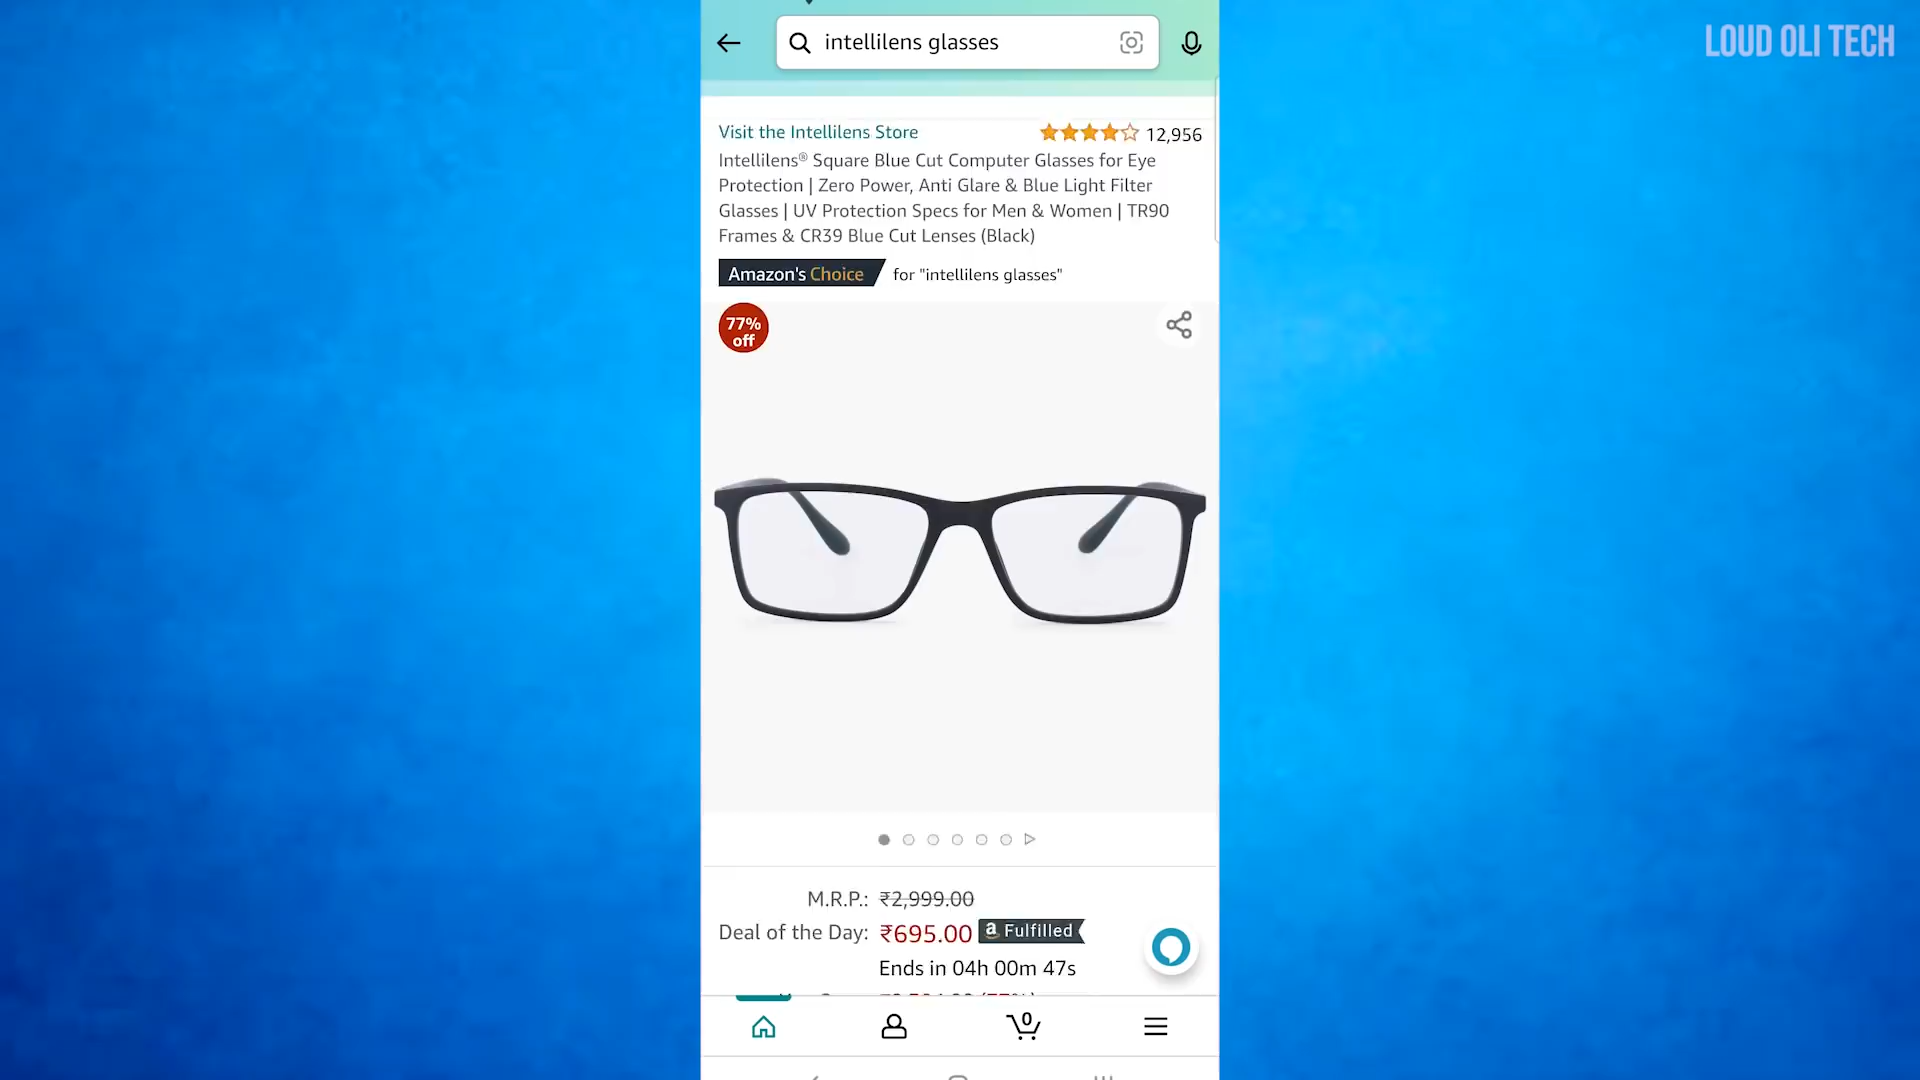 LOUD OLI TECH
intellilens glasses
Visit the Intellilens Store
12,956
Intellilens® Square Blue Cut Computer Glasses for Eye
Protection | Zero Power, Anti Glare & Blue Light Filter
Glasses | UV Protection Specs for Men & Women | TR90
Frames & CR39 Blue Cut Lenses (Black)
Amazon's Choice for "intellilens glasses"
77%
off
M.R.P.: ₹2,999.00
Deal of the Day: ₹695.00 a Fulfilled
Ends in 04h 00m 47s
0